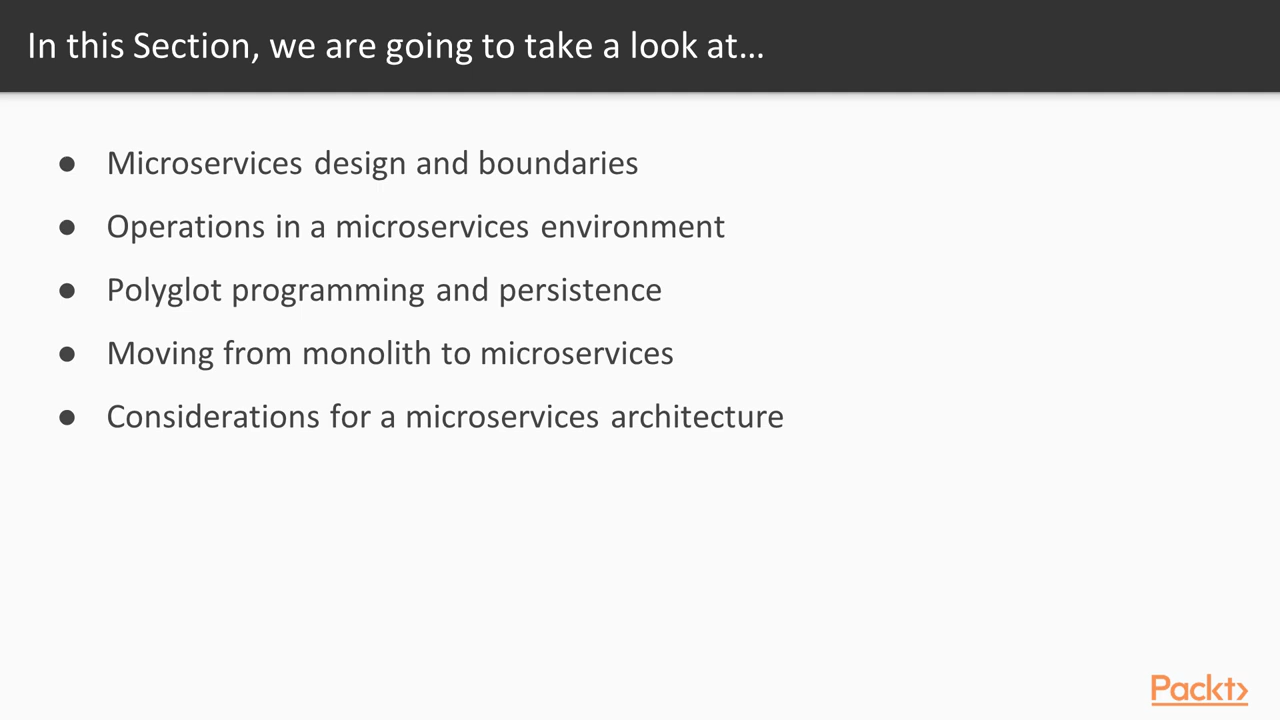 In this Section, we are going to take a look at...
● Microservices design and boundaries
● Operations in a microservices environment
● Polyglot programming and persistence
● Moving from monolith to microservices
● Considerations for a microservices architecture
Packt>